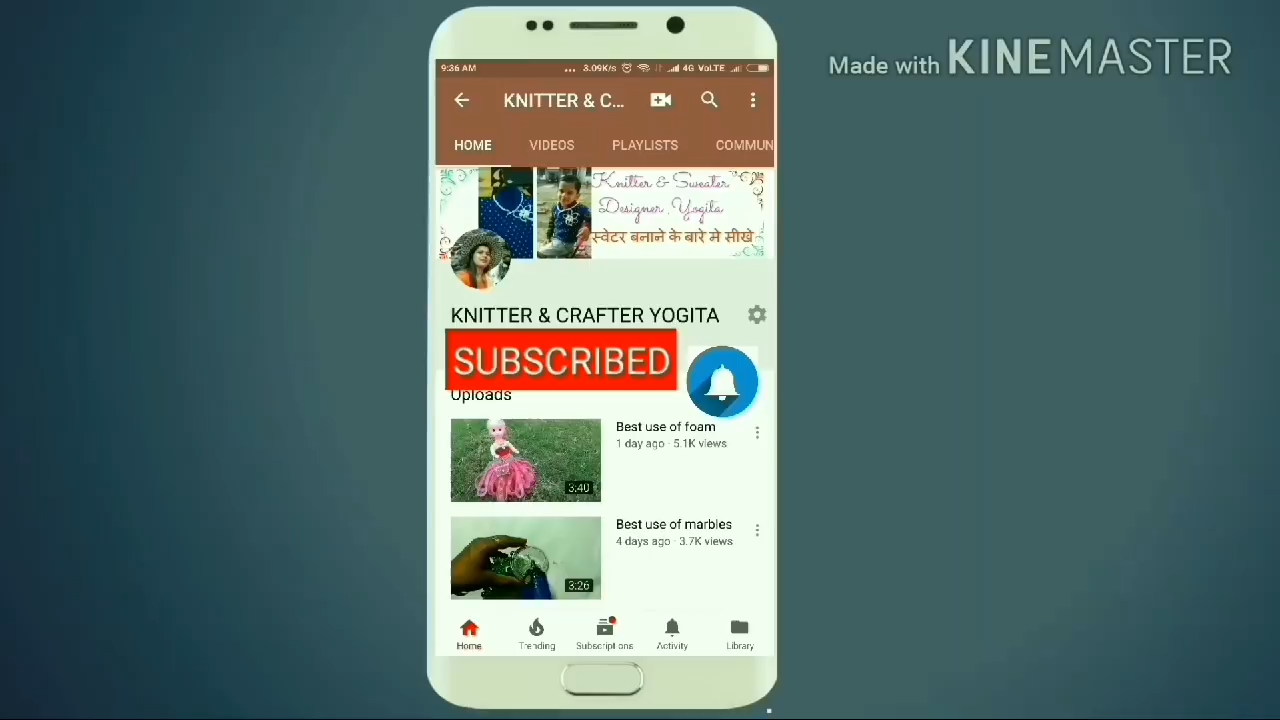 Made with KINEMASTER
9:36 AM ... 3.09K/s 4G VoLTE
KNITTER & C...
HOME VIDEOS PLAYLISTS COMMUN
Knitter & Sweater
Designer, Yogita
स्वेटर बनाने के बारे मे सीखे
KNITTER & CRAFTER YOGITA
SUBSCRIBED
Uploads
Best use of foam
1 day ago · 5.1K views
3:40
Best use of marbles
4 days ago · 3.7K views
3:26
Home Trending Subscriptions Activity Library